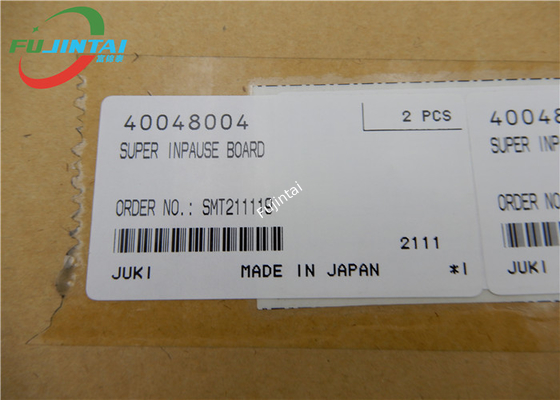 FUJINTAI
40048004
2 PCS
SUPER INPAUSE BOARD
ORDER NO.: SMT211119
Fujintai
2111
JUKI MADE IN JAPAN *1
40048
SUPER INP
ORDER NO
JUKI